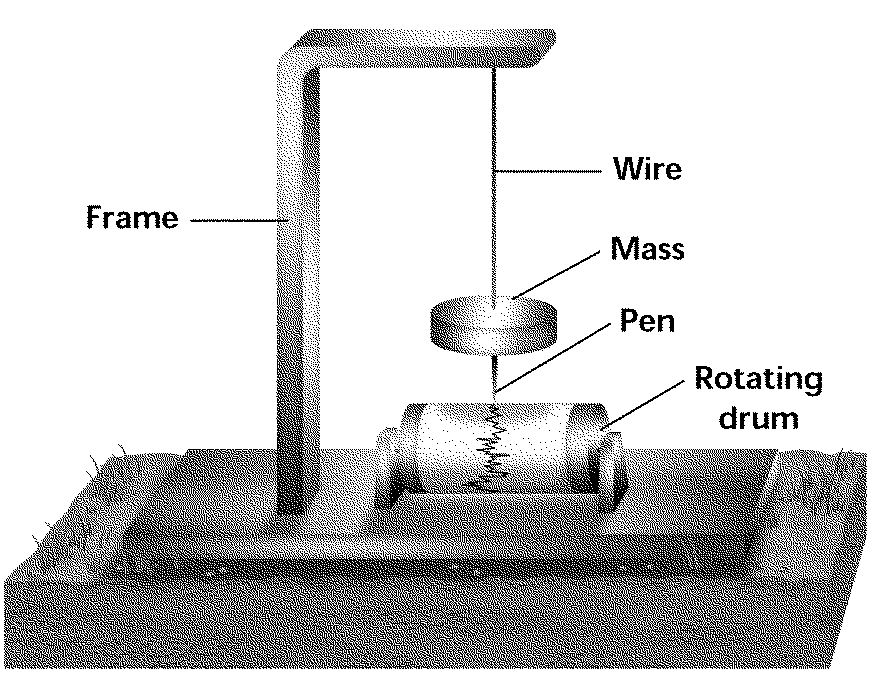 Wire
Frame
Mass
Pen
Rotating
drum